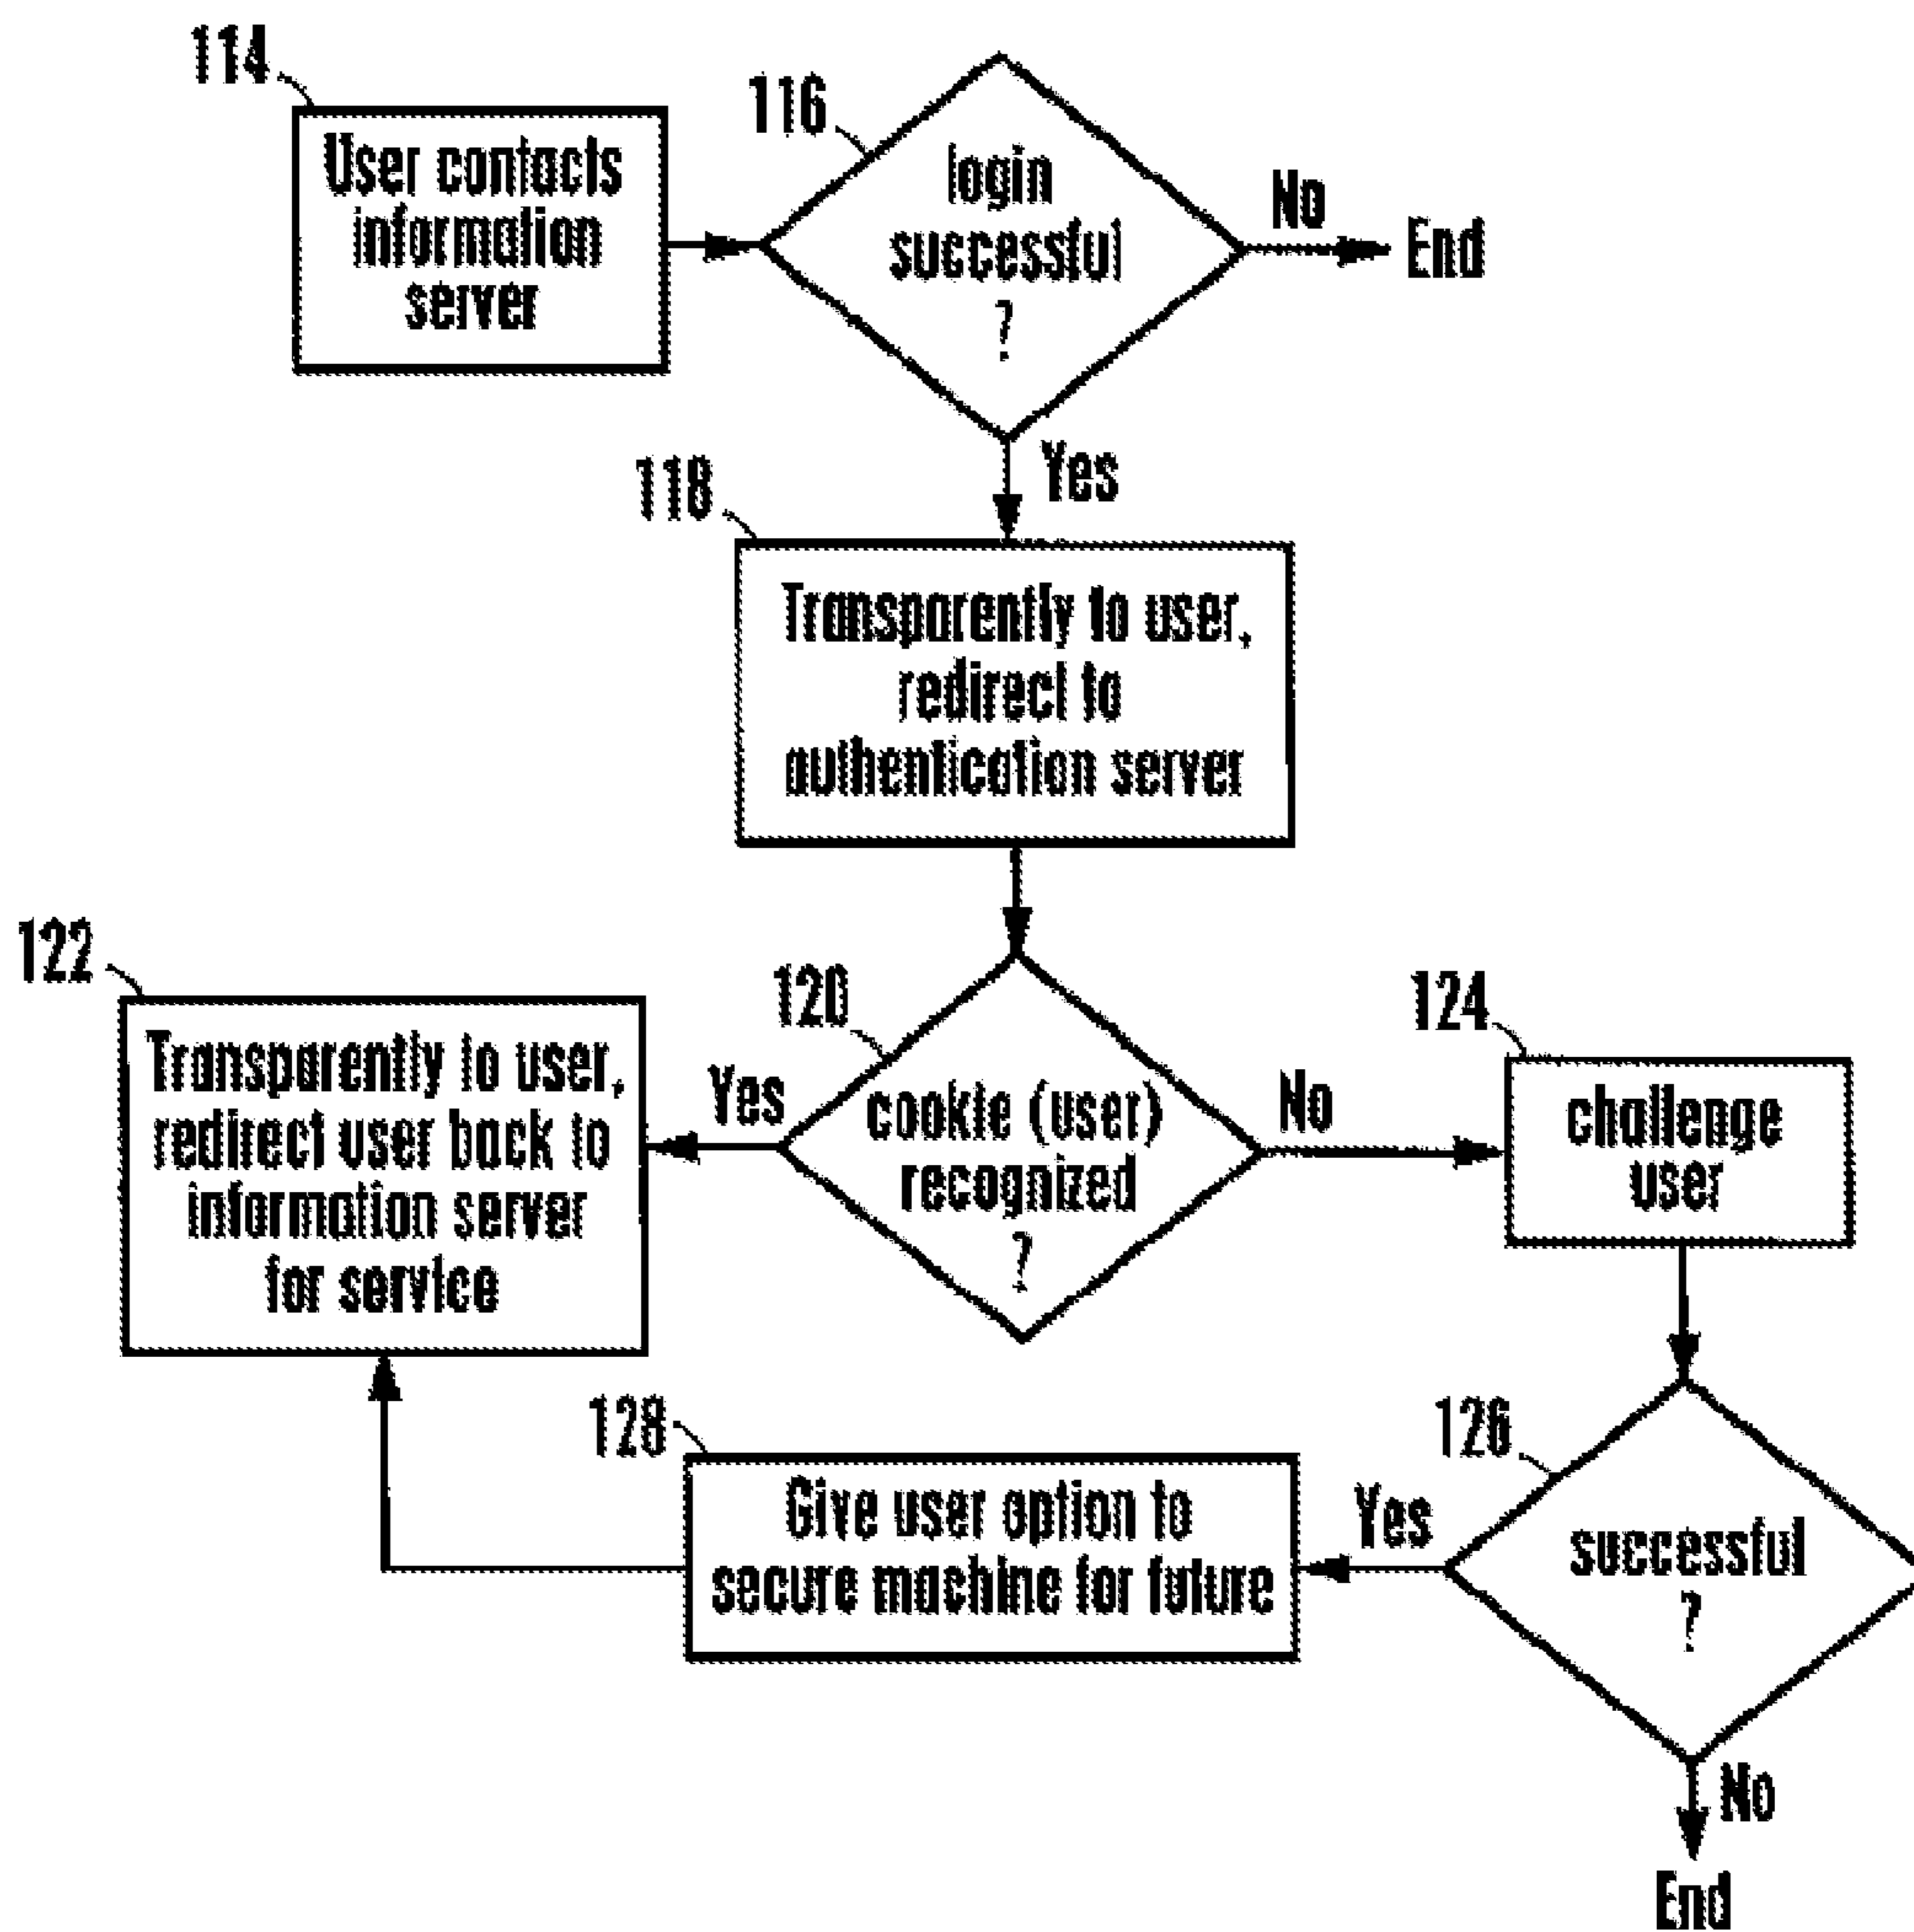 114
User contacts
information
server
116
login
successful
?
No
End
Yes
118
Transparently to user,
redirect to
authentication server
122
Transparently to user,
redirect user back to
information server
for service
Yes
120
cookie (user)
recognized
?
No
124
challenge
user
128
Give user option to
secure machine for future
Yes
126
successful
?
No
End